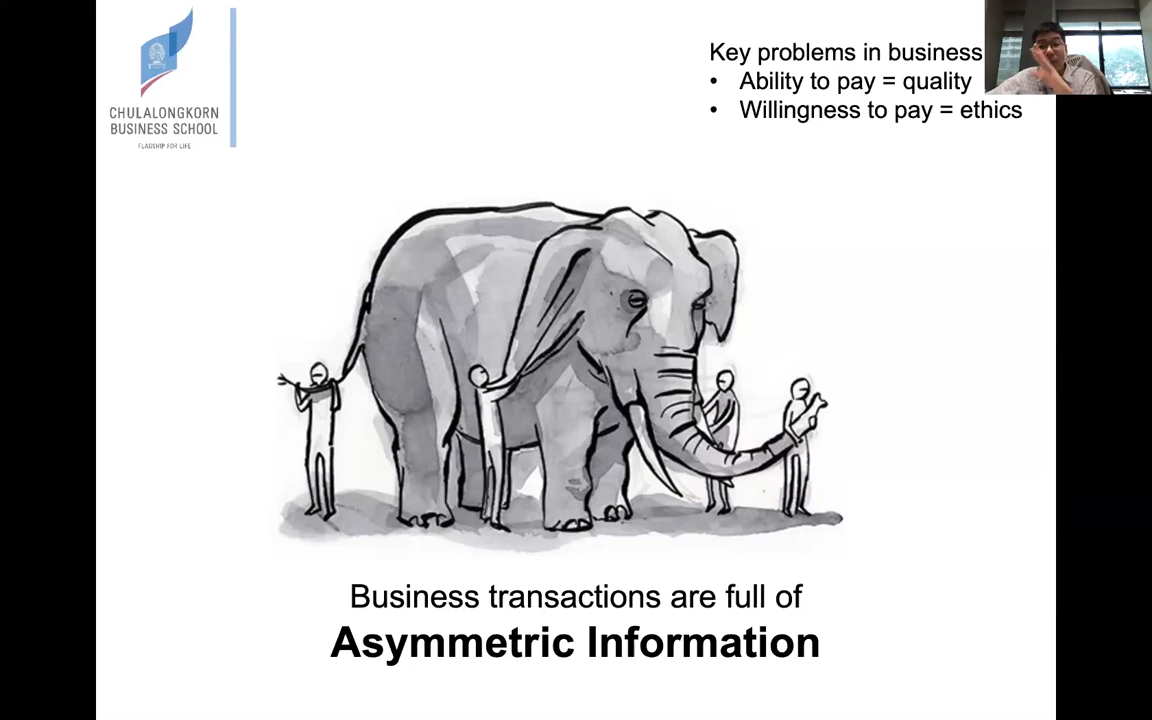 CHULALONGKORN
BUSINESS SCHOOL
FLAGSHIP FOR LIFE
Key problems in business
• Ability to pay = quality
• Willingness to pay = ethics
Business transactions are full of
Asymmetric Information